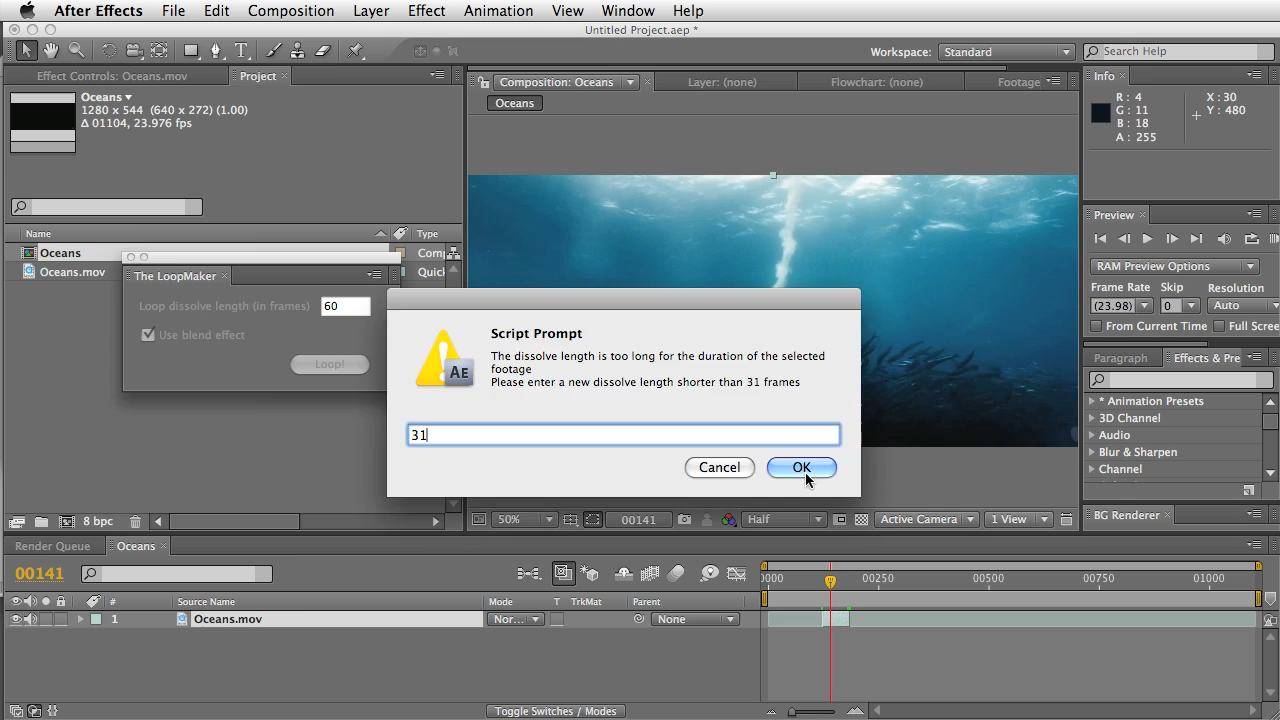 After Effects File Edit Composition Layer Effect Animation View Window Help
Untitled Project.aep *
Workspace: Standard Search Help
Effect Controls: Oceans.mov Project ×
Oceans
1280 x 544 (640 x 272) (1.00)
Δ 01104, 23.976 fps
Name Type
Oceans Comp
Oceans.mov Quick
The LoopMaker ×
Loop dissolve length (in frames) 60
Use blend effect
Loop!
8 bpc
Composition: Oceans Layer: (none) Flowchart: (none) Footage
Oceans
Script Prompt
The dissolve length is too long for the duration of the selected
footage
Please enter a new dissolve length shorter than 31 frames
31
Cancel OK
AE
50% 00141 Half Active Camera 1 View
Info ×
R: 4 X: 30
G: 11 Y: 480
B: 18
A: 255
Preview ×
RAM Preview Options
Frame Rate Skip Resolution
(23.98) 0 Auto
From Current Time Full Scree
Paragraph Effects & Pre
* Animation Presets
3D Channel
Audio
Blur & Sharpen
Channel
BG Renderer ×
Render Queue Oceans ×
00141
0000 00250 00500 00750 01000
# Source Name Mode T TrkMat Parent
1 Oceans.mov Nor... None
Toggle Switches / Modes